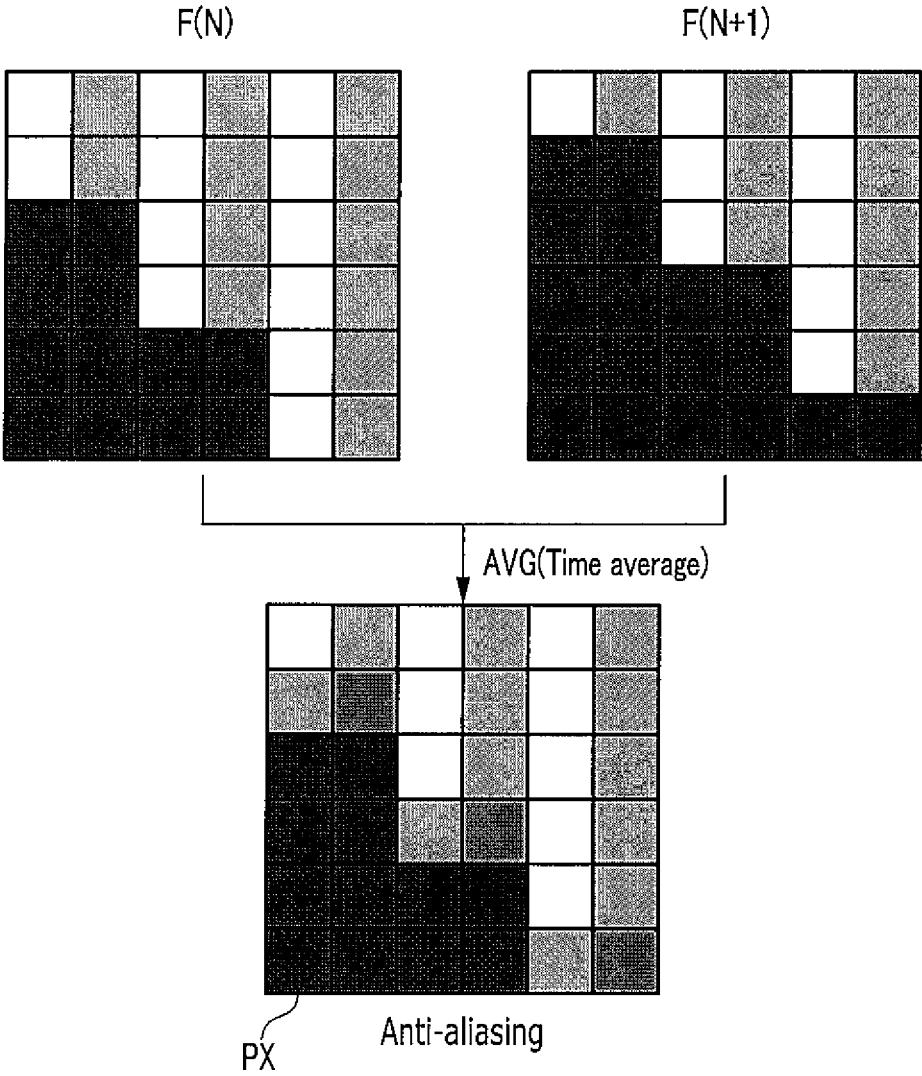 F(N)
F(N+1)
AVG(Time average)
PX
Anti-aliasing